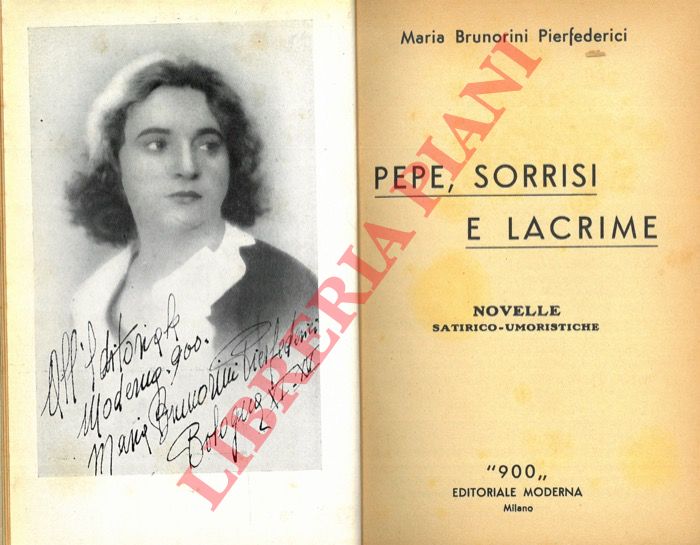 All'Editoriale
Moderna-900.
Maria Brunorini Pierfederici
Bologna
Maria Brunorini Pierfederici
PEPE, SORRISI
E LACRIME
NOVELLE
SATIRICO-UMORISTICHE
"900„
EDITORIALE MODERNA
Milano
LIBRERIA PIANI